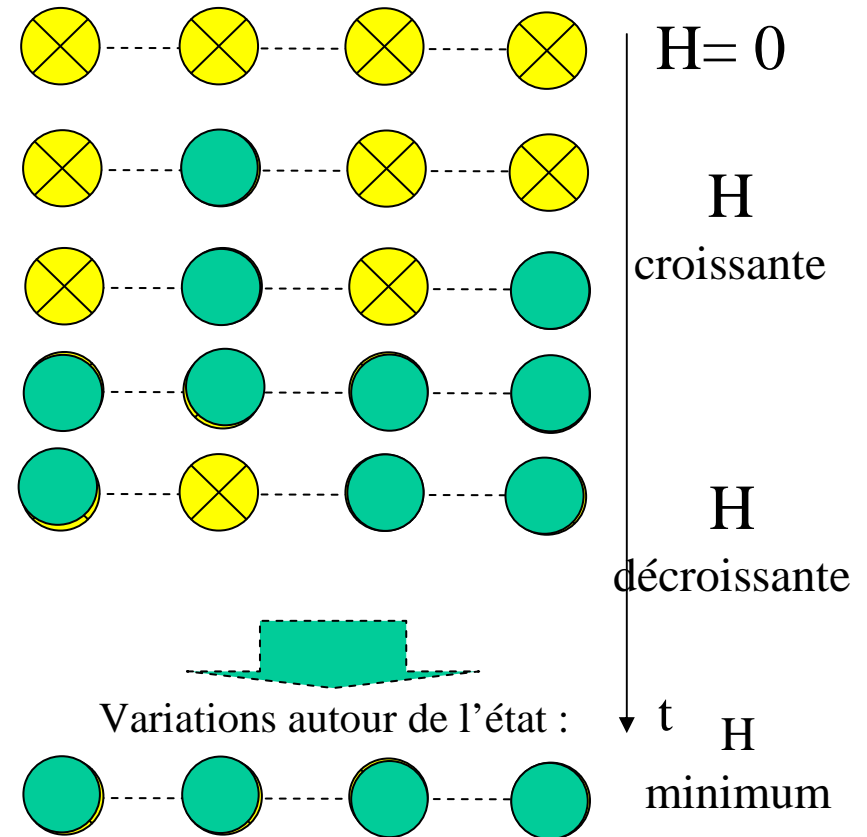 H= 0
H
croissante
H
décroissante
Variations autour de l’état :
t
H
minimum